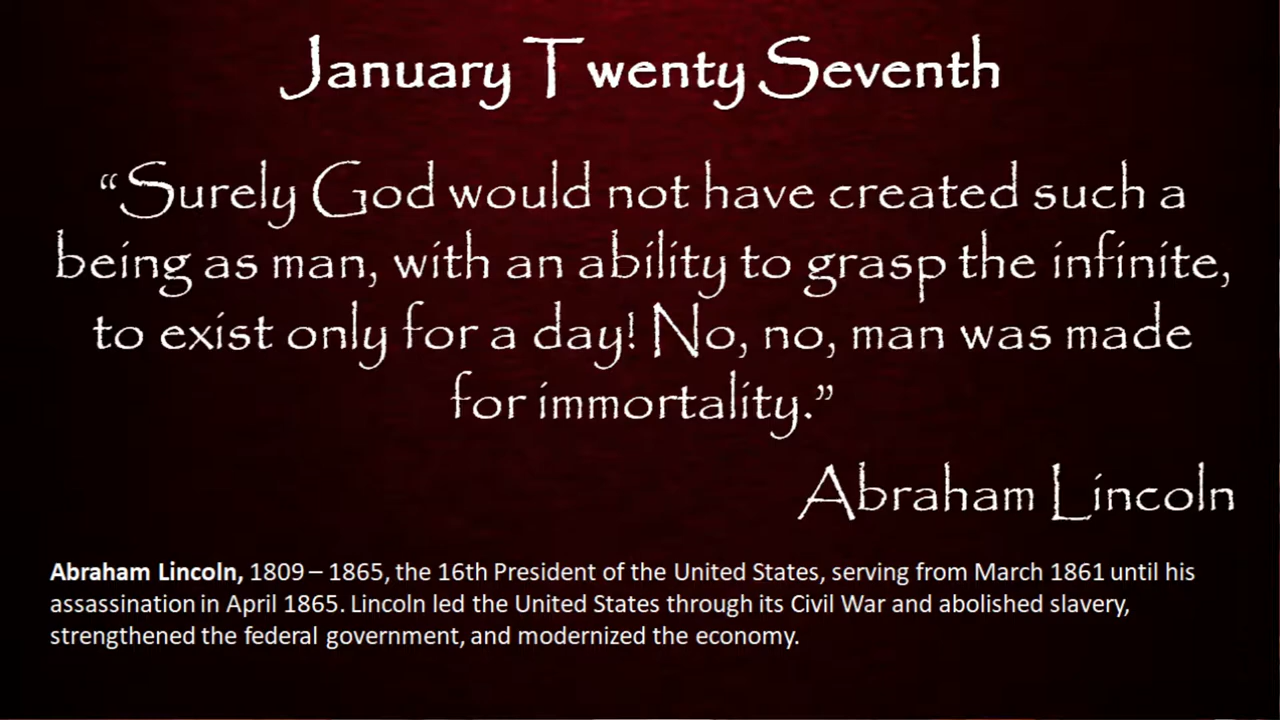 January Twenty Seventh
“Surely God would not have created such a
being as man, with an ability to grasp the infinite,
to exist only for a day! No, no, man was made
for immortality.”
Abraham Lincoln
Abraham Lincoln, 1809 – 1865, the 16th President of the United States, serving from March 1861 until his
assassination in April 1865. Lincoln led the United States through its Civil War and abolished slavery,
strengthened the federal government, and modernized the economy.